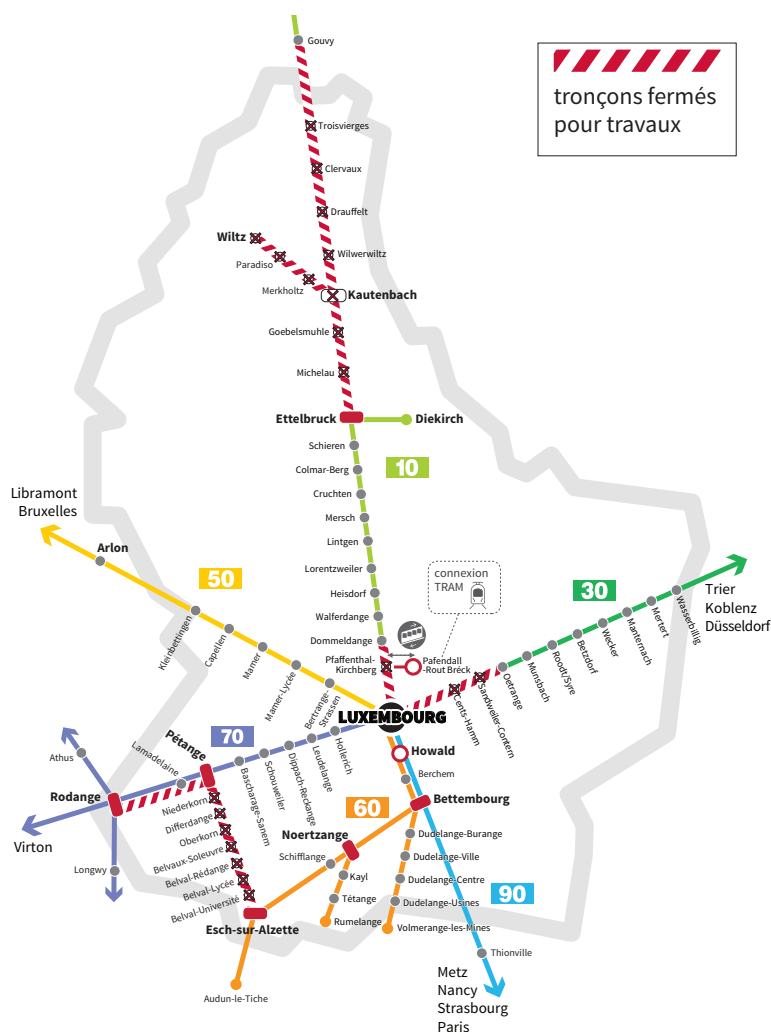 tronçons fermés
pour travaux
Gouvy
Troisvierges
Clervaux
Drauffelt
Wiltz
Paradiso
Wilwerwiltz
Merkholtz
Kautenbach
Goebelsmuhle
Michelau
Ettelbruck
Diekirch
Schieren
10
Colmar-Berg
Cruchten
Mersch
Lintgen
Lorentzweiler
Heisdorf
Walferdange
Dommeldange
Pfaffenthal-
Kirchberg
connexion
TRAM
Pafendall
-Rout Bréck
Libramont
Bruxelles
Arlon
50
Kleinbettingen
Capellen
Mamer
Mamer-Lycée
Bertrange-
Strassen
30
Trier
Koblenz
Düsseldorf
Cents-Hamm
Sandweiler-Contern
Oetrange
Munsbach
Roodt/Syre
Betzdorf
Wecker
Manternach
Mertert
Wasserbillig
LUXEMBOURG
70
Athus
Pétange
Lamadelaine
Rodange
Virton
Longwy
Bascharage-Sanem
Schouweiler
Dippach-Reckange
Leudelange
Hollerich
Niederkorn
Differdange
Oberkorn
Belvaux-Soleuvre
Belval-Rédange
Belval-Lycée
Belval-Université
Esch-sur-Alzette
Audun-le-Tiche
Howald
Berchem
60
Bettembourg
Noertzange
Schifflange
Kayl
Tétange
Rumelange
Dudelange-Burange
Dudelange-Ville
Dudelange-Centre
Dudelange-Usines
Volmerange-les-Mines
90
Thionville
Metz
Nancy
Strasbourg
Paris